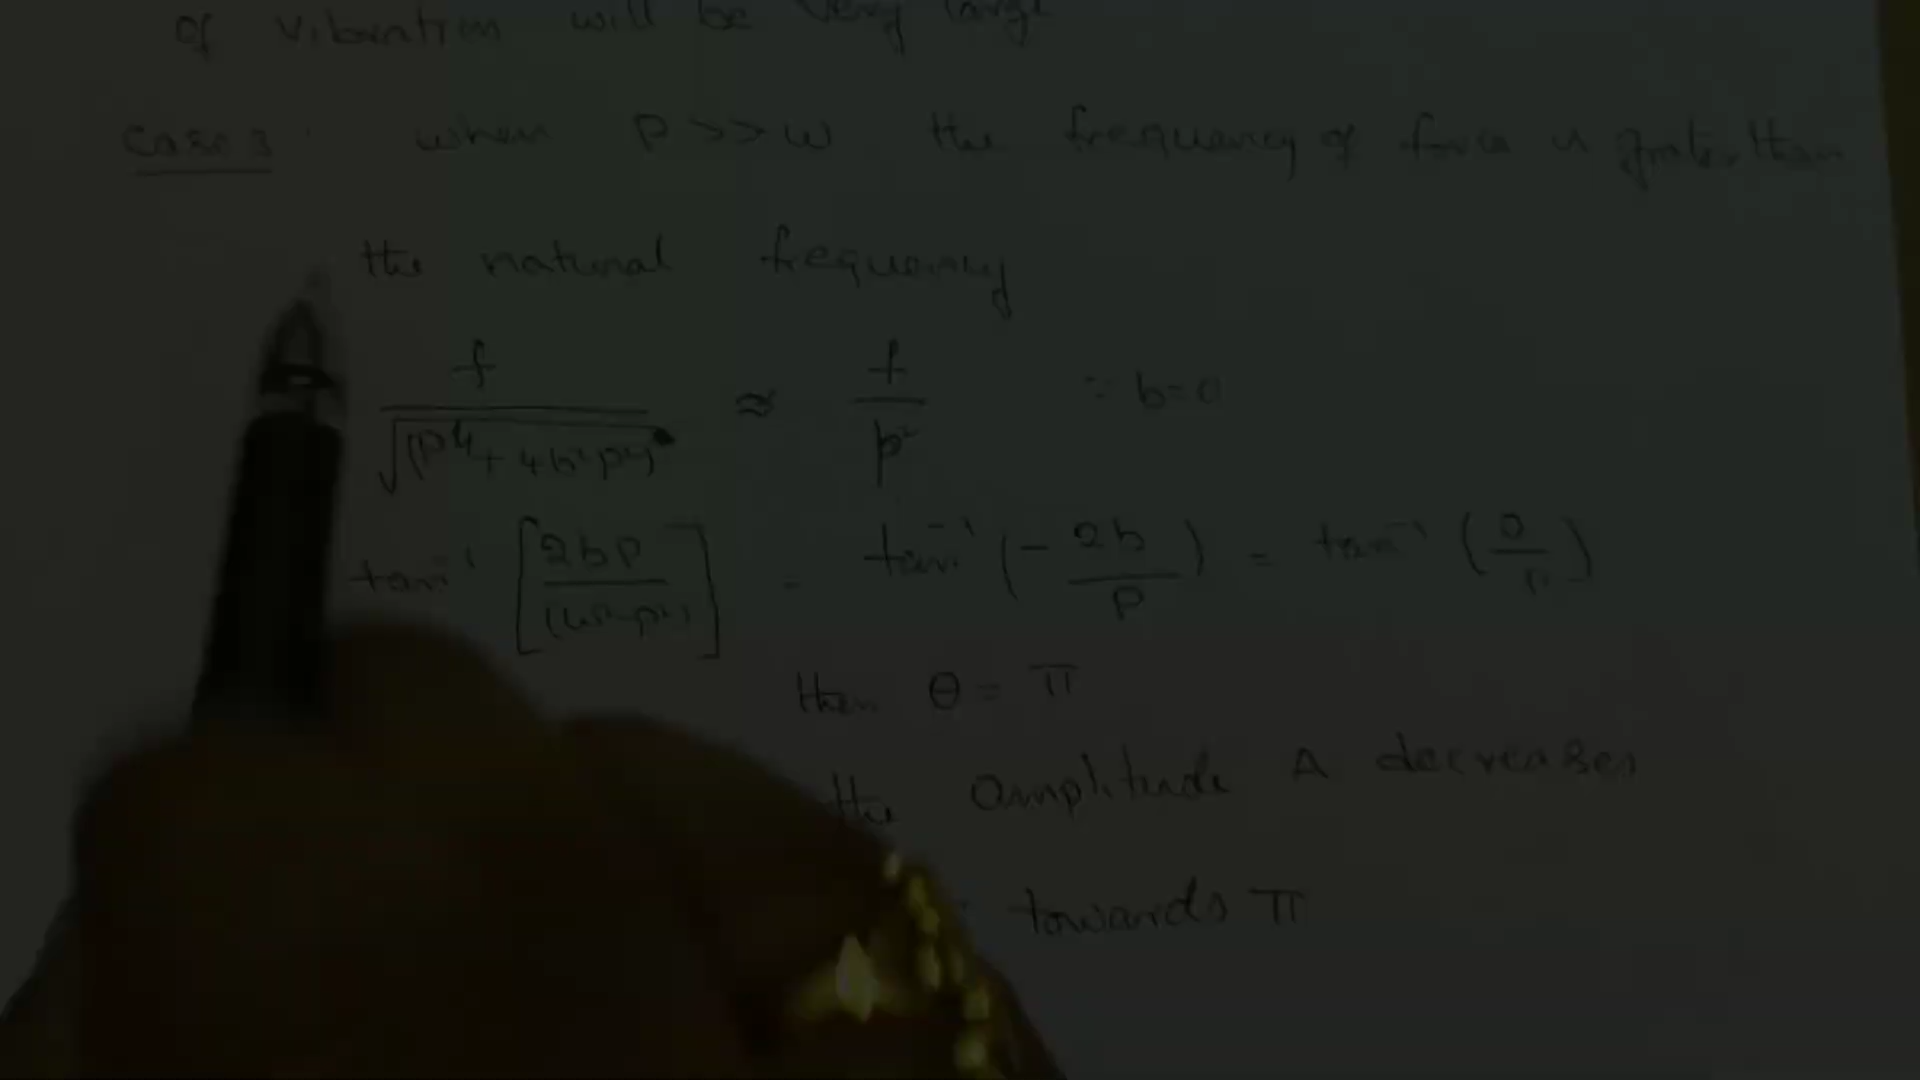 of vibration will be very large
Case 3 when P >> w the frequency of force is greater than
the natural frequency
f / √(p⁴ + 4b²p²) ≈ f / p² ∵ b=0
tan⁻¹ [2bp / (w²-p²)] = tan⁻¹ (- 2b / P) = tan⁻¹ (0 / p)
then θ = π
the amplitude A decreases
towards π